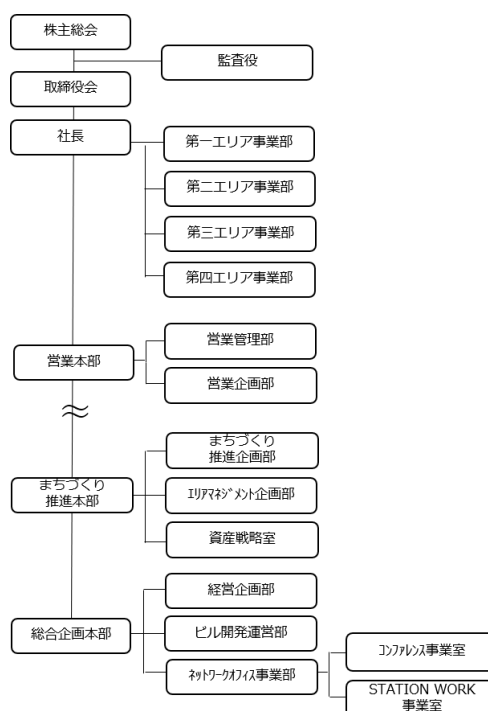 株主総会
監査役
取締役会
社長
第一エリア事業部
第二エリア事業部
第三エリア事業部
第四エリア事業部
営業本部
営業管理部
営業企画部
まちづくり
推進本部
まちづくり
推進企画部
ｴﾘｱﾏﾈｼﾞﾒﾝﾄ企画部
資産戦略室
総合企画本部
経営企画部
ビル開発運営部
ﾈｯﾄﾜｰｸｵﾌｨｽ事業部
ｺﾝﾌｧﾚﾝｽ事業室
STATION WORK
事業室